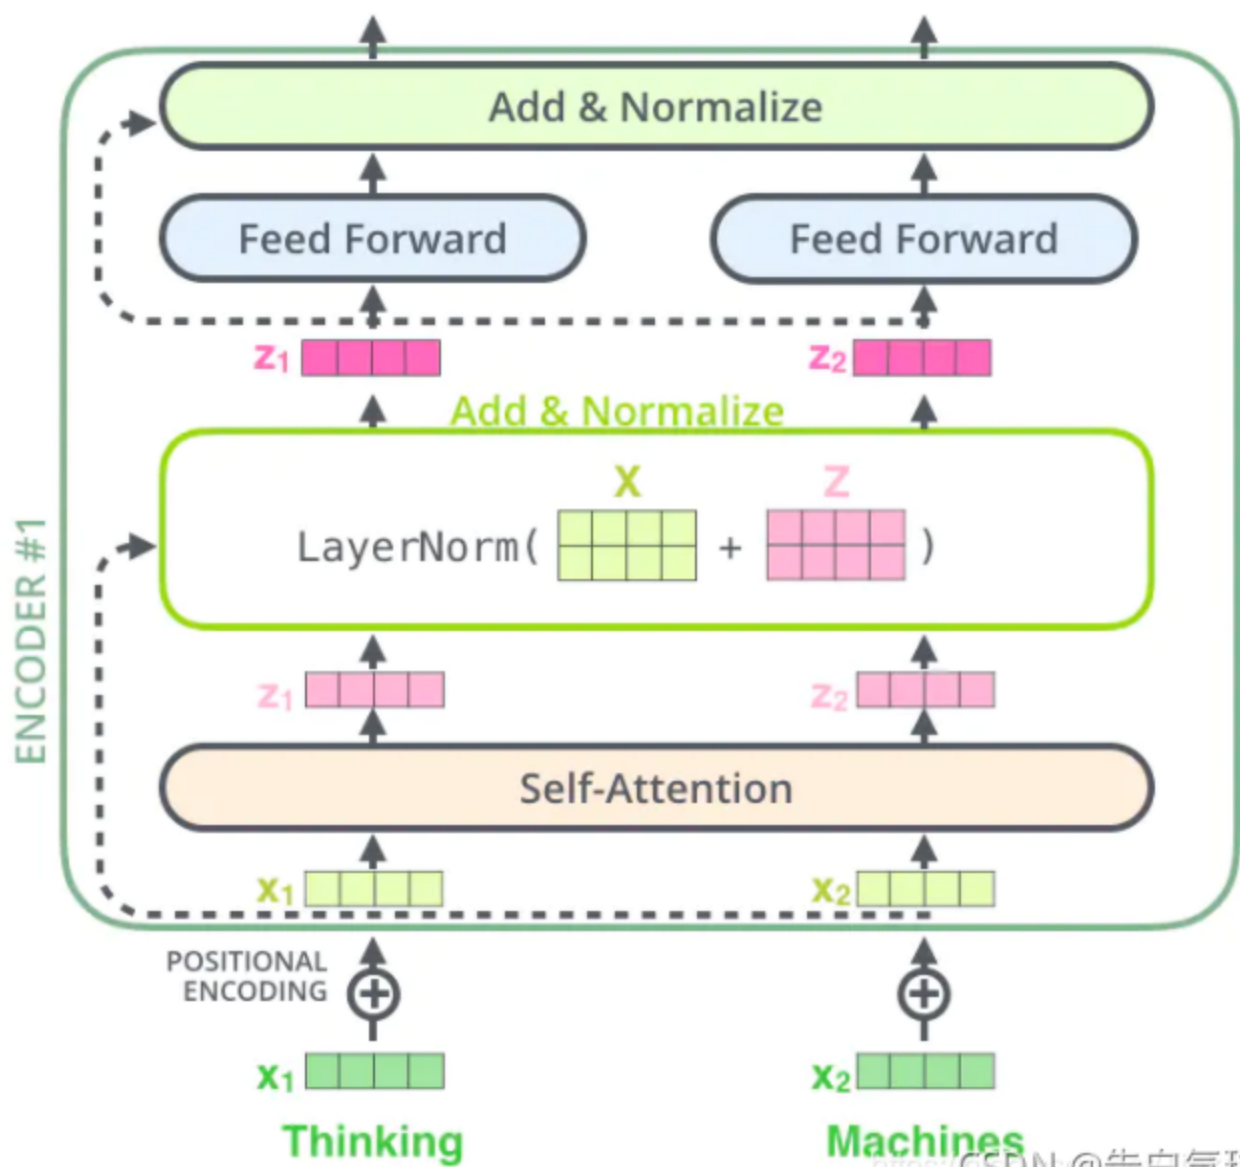 Add & Normalize
Feed Forward Feed Forward
z1 z2
Add & Normalize
X Z
LayerNorm( + )
ENCODER #1
z1 z2
Self-Attention
x1 x2
POSITIONAL
ENCODING
x1 x2
Thinking Machines
CSDN